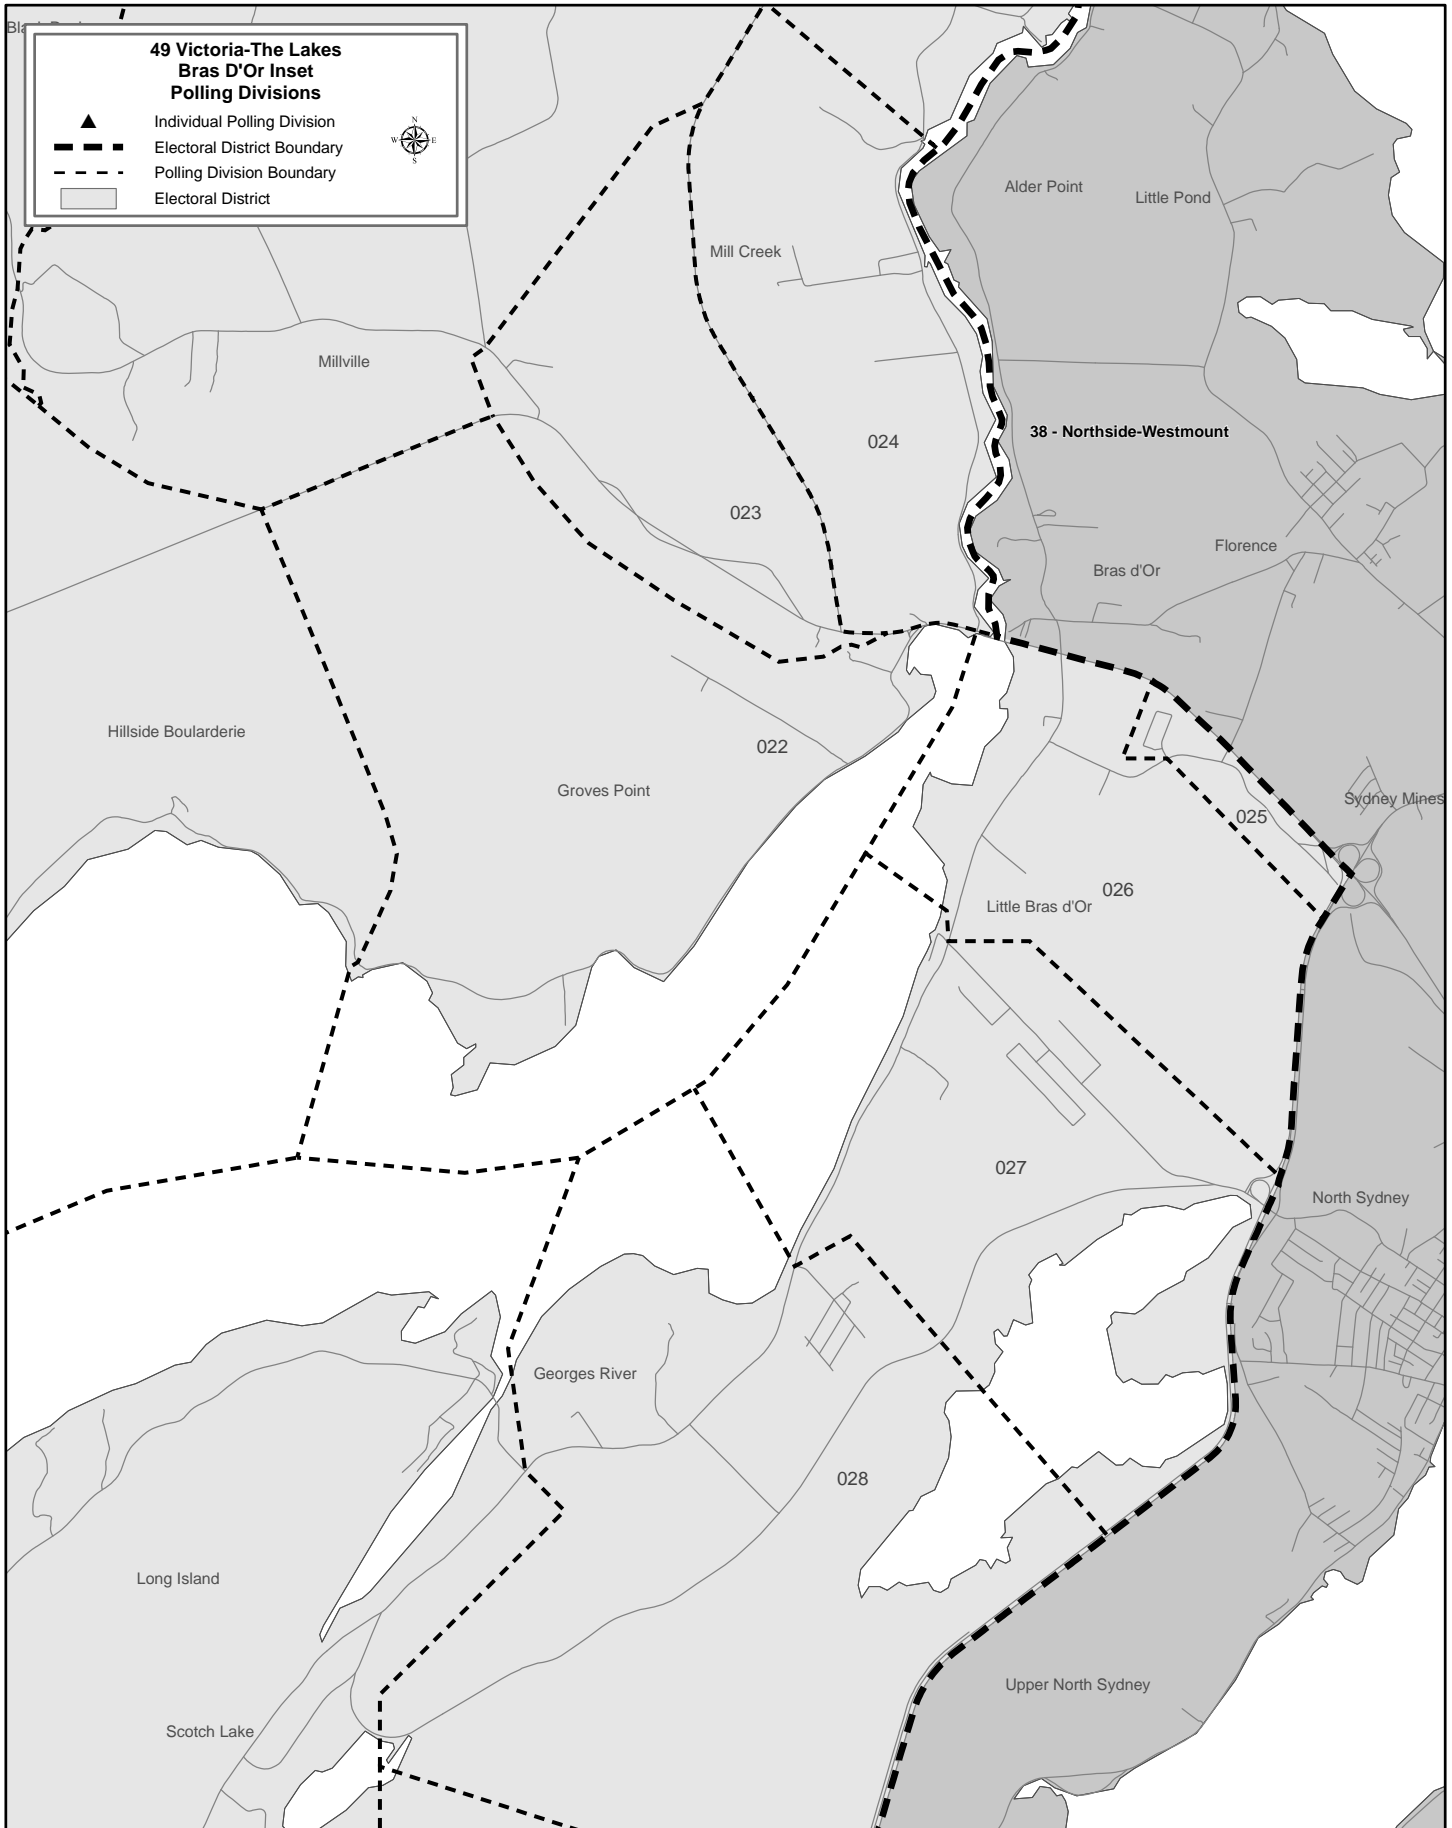 49 Victoria-The Lakes
Bras D'Or Inset
Polling Divisions
Individual Polling Division
Electoral District Boundary
Polling Division Boundary
Electoral District
N
W E
S
Alder Point
Little Pond
Mill Creek
Millville
024
38 - Northside-Westmount
023
Florence
Bras d'Or
Hillside Boularderie
022
Groves Point
Sydney Mines
025
026
Little Bras d'Or
027
North Sydney
Georges River
028
Long Island
Upper North Sydney
Scotch Lake